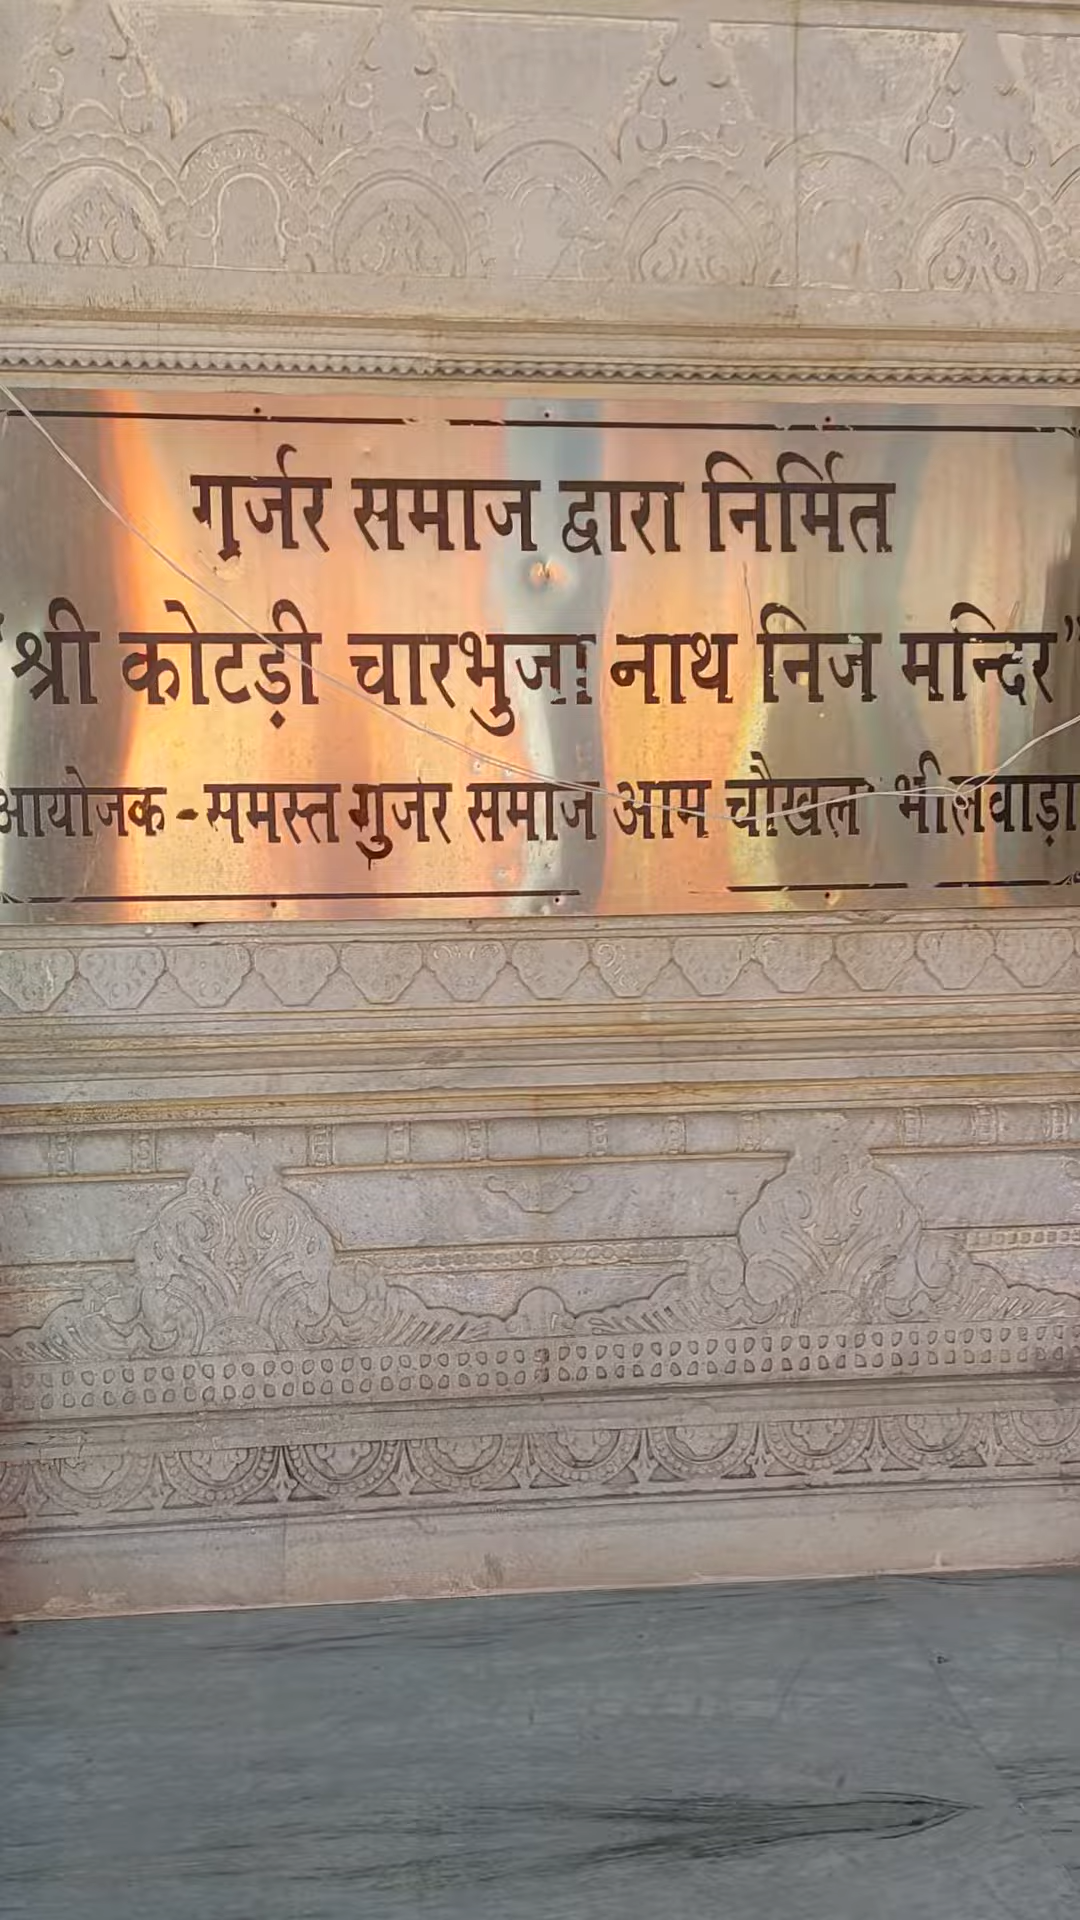 गुर्जर समाज द्वारा निर्मित
"श्री कोटड़ी चारभुजा नाथ निज मन्दिर"
आयोजक - समस्त गुर्जर समाज आम चौखला भीलवाड़ा